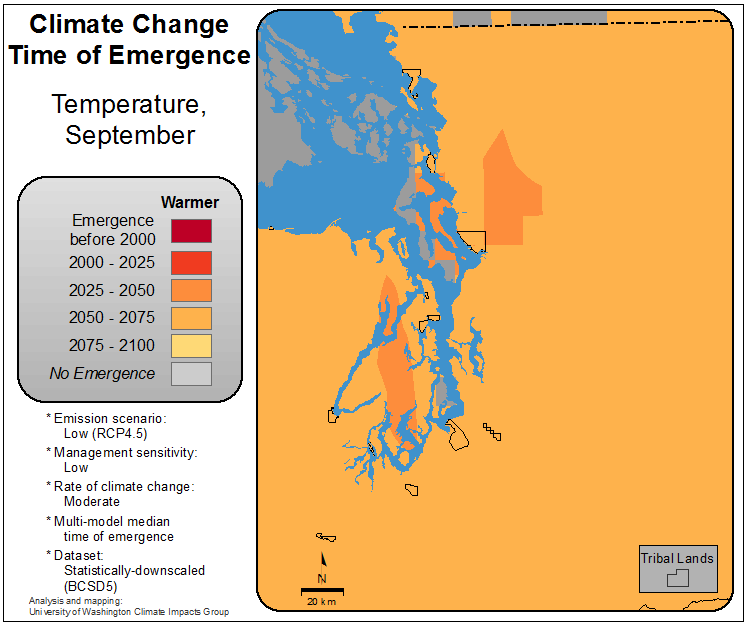 Climate Change
Time of Emergence
Temperature,
September
Warmer
Emergence
before 2000
2000 - 2025
2025 - 2050
2050 - 2075
2075 - 2100
No Emergence
* Emission scenario:
Low (RCP4.5)
* Management sensitivity:
Low
* Rate of climate change:
Moderate
* Multi-model median
time of emergence
* Dataset:
Statistically-downscaled
(BCSD5)
Analysis and mapping:
University of Washington Climate Impacts Group
N
20 km
Tribal Lands